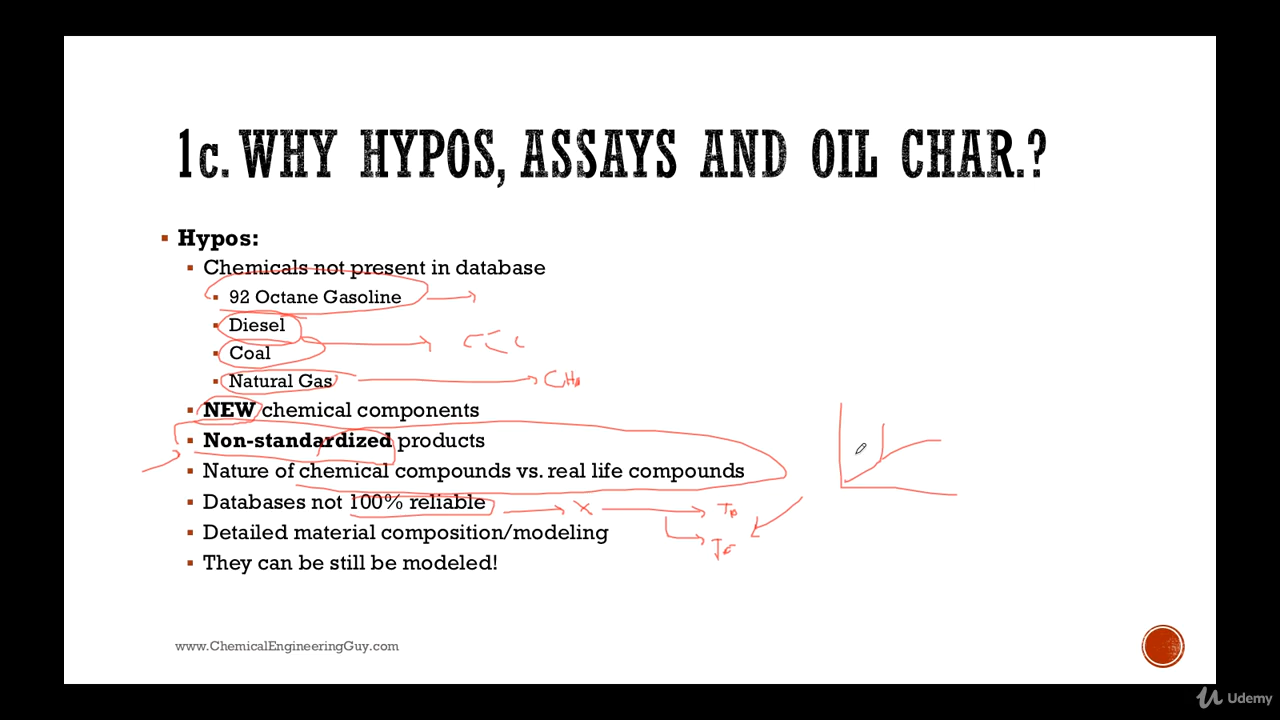 1c. WHY HYPOS, ASSAYS AND OIL CHAR.?
▪ Hypos:
▪ Chemicals not present in database
▪ 92 Octane Gasoline
▪ Diesel
▪ Coal
▪ Natural Gas
▪ NEW chemical components
▪ Non-standardized products
▪ Nature of chemical compounds vs. real life compounds
▪ Databases not 100% reliable
▪ Detailed material composition/modeling
▪ They can be still be modeled!
www.ChemicalEngineeringGuy.com
Udemy